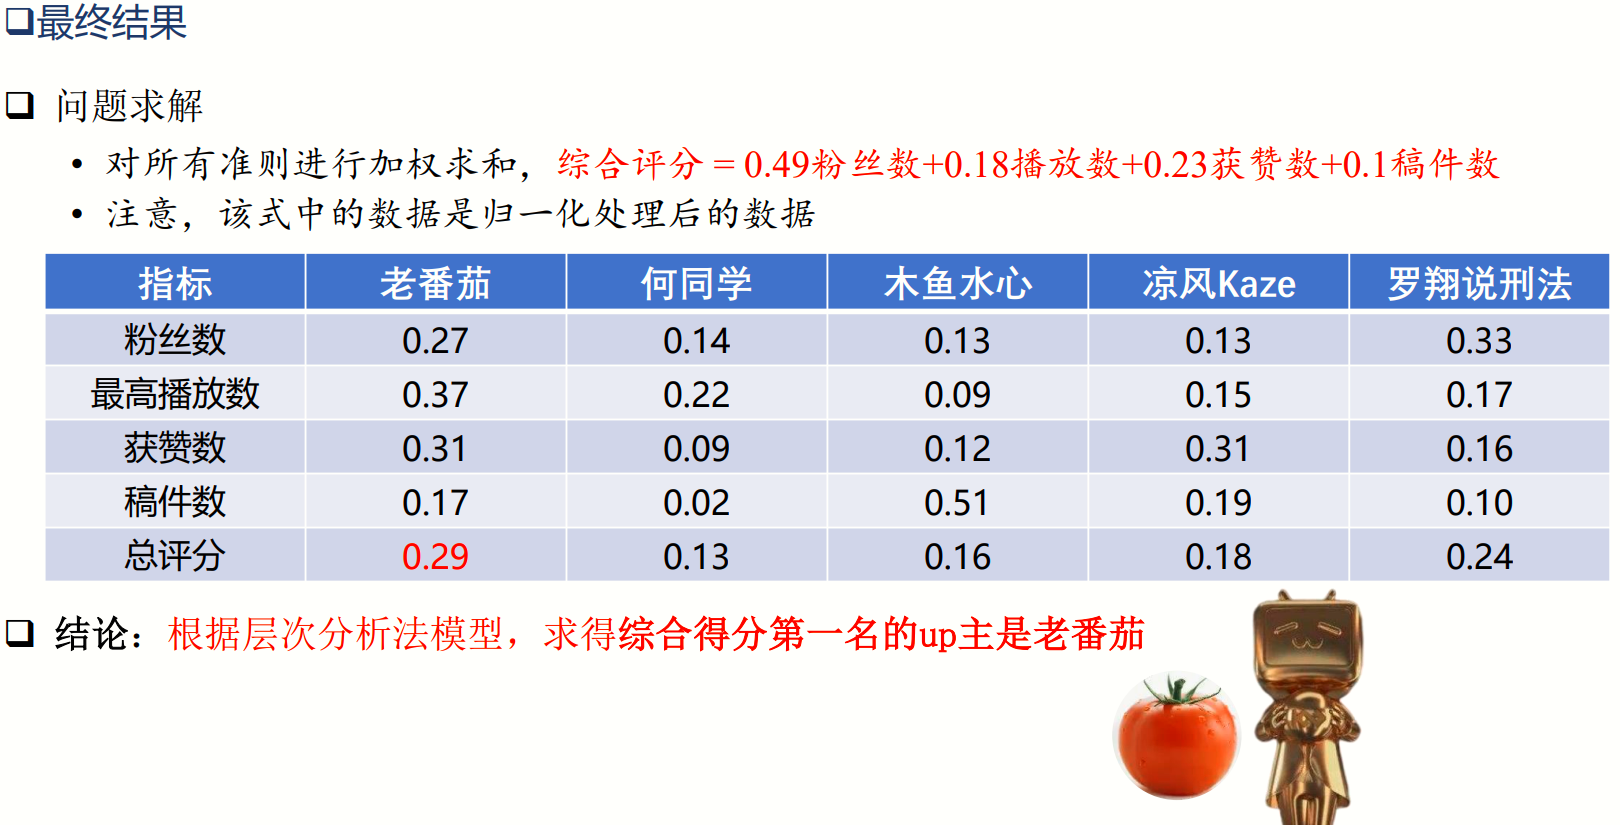 最终结果
问题求解
• 对所有准则进行加权求和，综合评分 = 0.49粉丝数+0.18播放数+0.23获赞数+0.1稿件数
• 注意，该式中的数据是归一化处理后的数据
指标 老番茄 何同学 木鱼水心 凉风Kaze 罗翔说刑法
粉丝数 0.27 0.14 0.13 0.13 0.33
最高播放数 0.37 0.22 0.09 0.15 0.17
获赞数 0.31 0.09 0.12 0.31 0.16
稿件数 0.17 0.02 0.51 0.19 0.10
总评分 0.29 0.13 0.16 0.18 0.24
结论：根据层次分析法模型，求得综合得分第一名的up主是老番茄